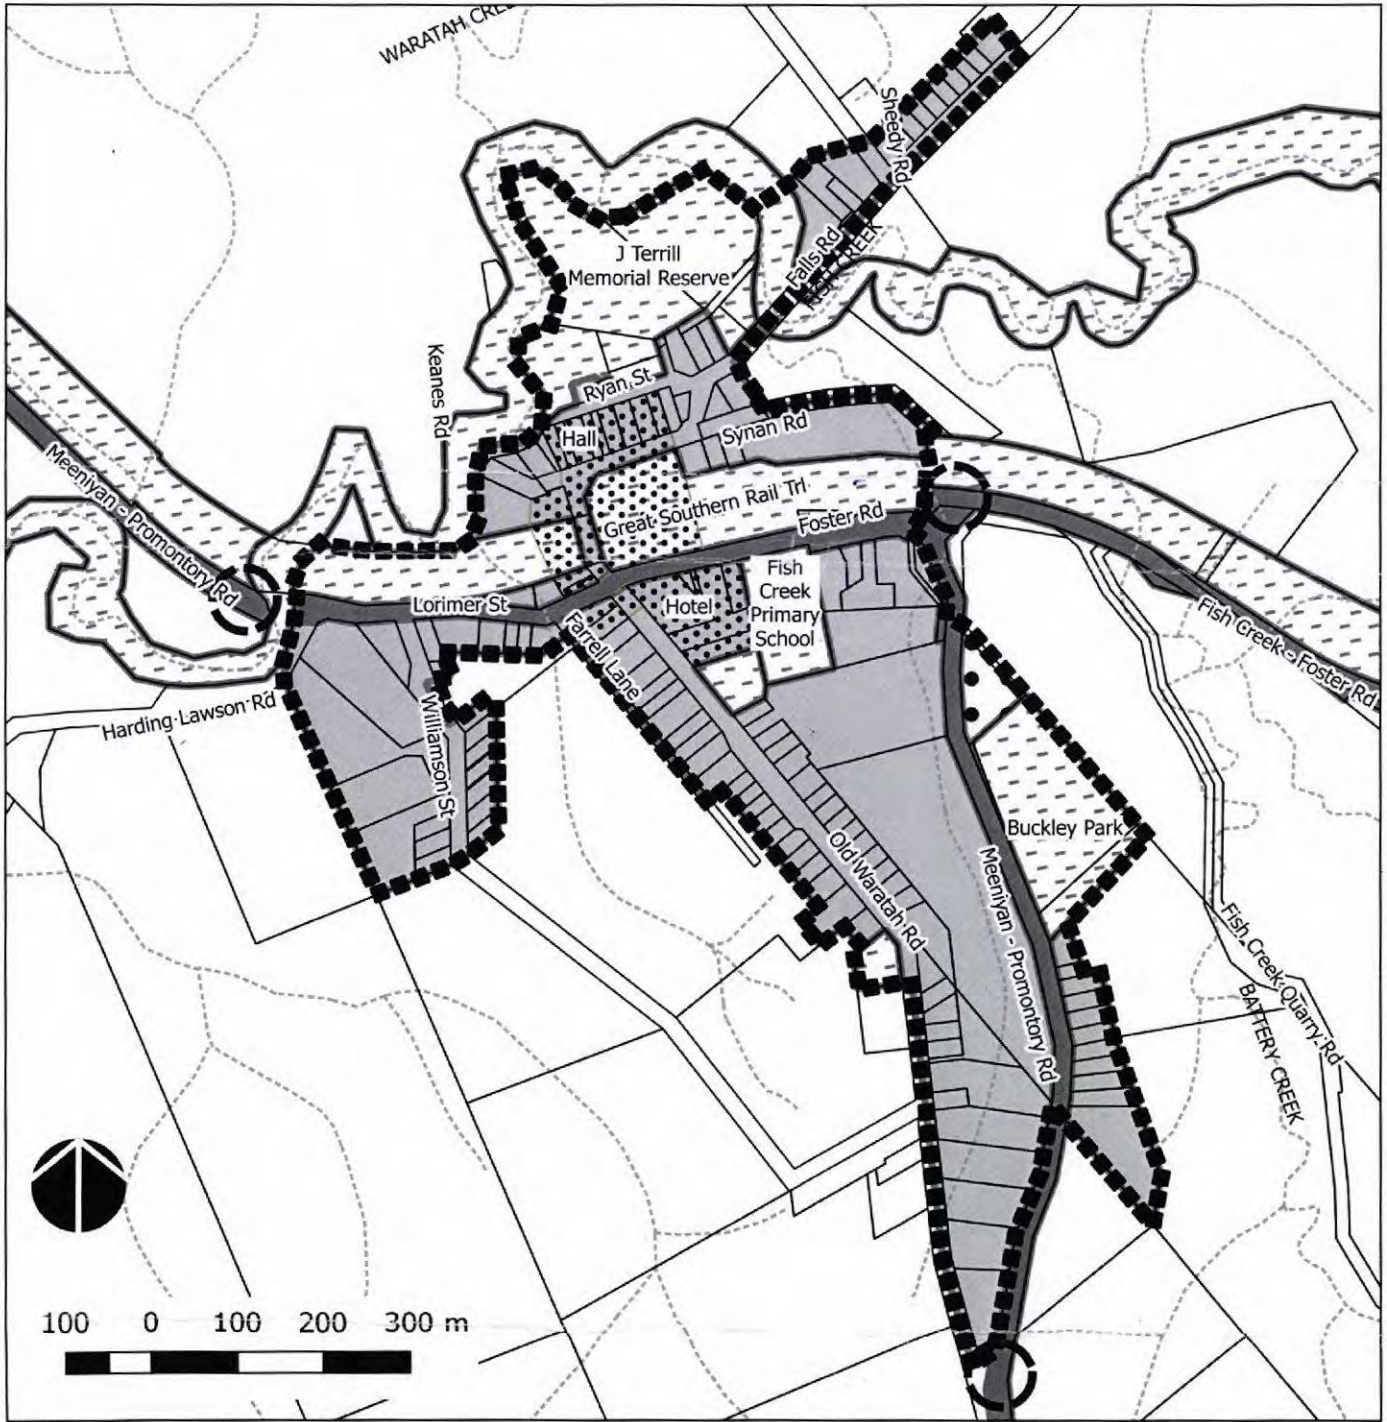 WARATAH CREE
Sheedy Rd
J Terrill
Memorial Reserve
Falls Rd
FISH CREEK
Keanes Rd
Ryan St
Hall
Synan Rd
Meeniyan - Promontory Rd
Great Southern Rail Trl
Foster Rd
Lorimer St
Hotel
Fish
Creek
Primary
School
Farrell Lane
Fish Creek - Foster Rd
Harding Lawson Rd
Williamson St
Buckley Park
Old Waratah Rd
Meeniyan - Promontory Rd
Fish Creek Quarry Rd
BATTERY CREEK
100 0 100 200 300 m